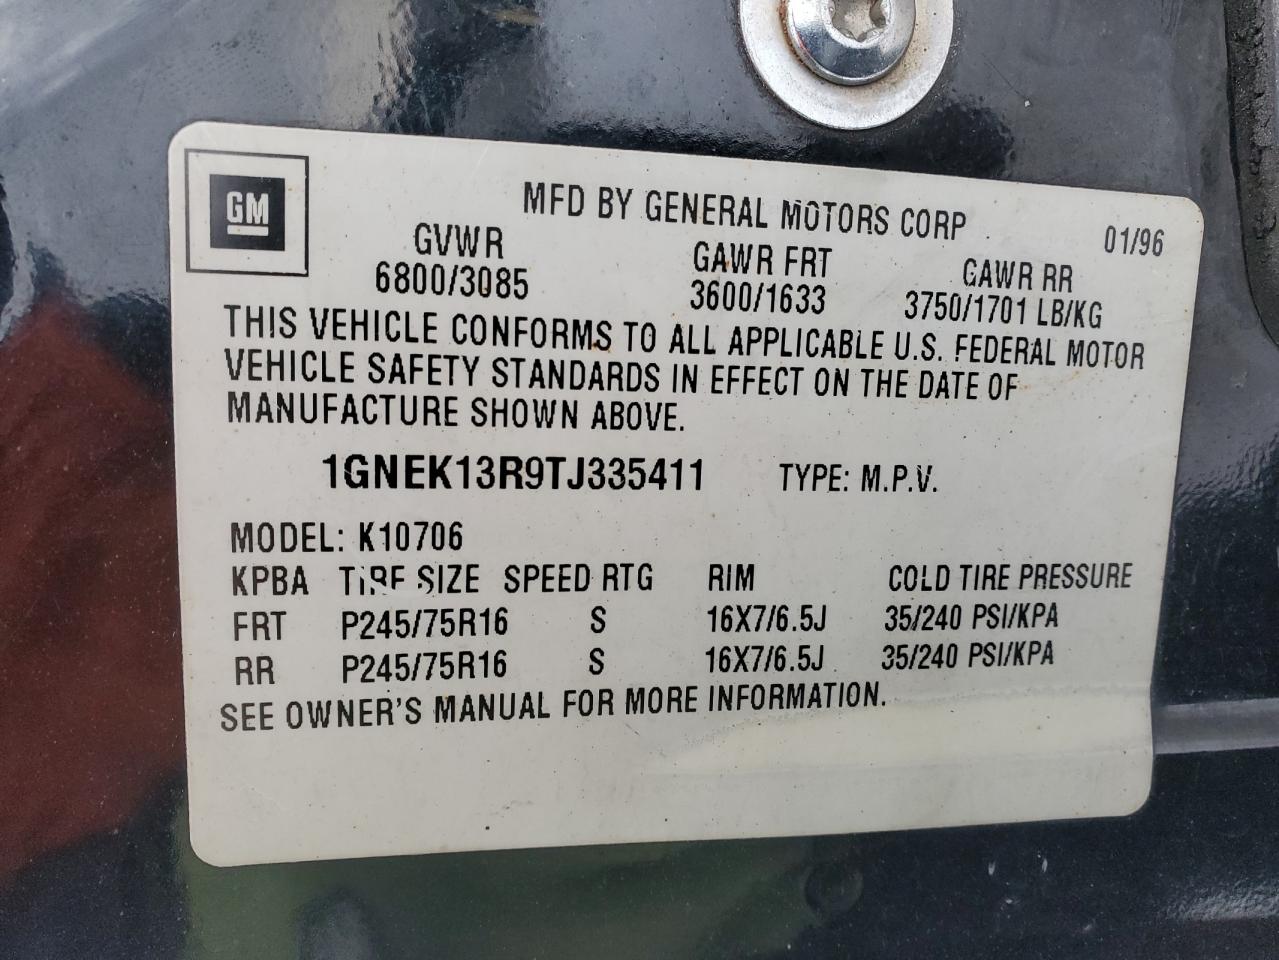 GM
MFD BY GENERAL MOTORS CORP 01/96
GVWR GAWR FRT GAWR RR
6800/3085 3600/1633 3750/1701 LB/KG
THIS VEHICLE CONFORMS TO ALL APPLICABLE U.S. FEDERAL MOTOR
VEHICLE SAFETY STANDARDS IN EFFECT ON THE DATE OF
MANUFACTURE SHOWN ABOVE.
1GNEK13R9TJ335411 TYPE: M.P.V.
MODEL: K10706
KPBA TIRE SIZE SPEED RTG RIM COLD TIRE PRESSURE
FRT P245/75R16 S 16X7/6.5J 35/240 PSI/KPA
RR P245/75R16 S 16X7/6.5J 35/240 PSI/KPA
SEE OWNER'S MANUAL FOR MORE INFORMATION.